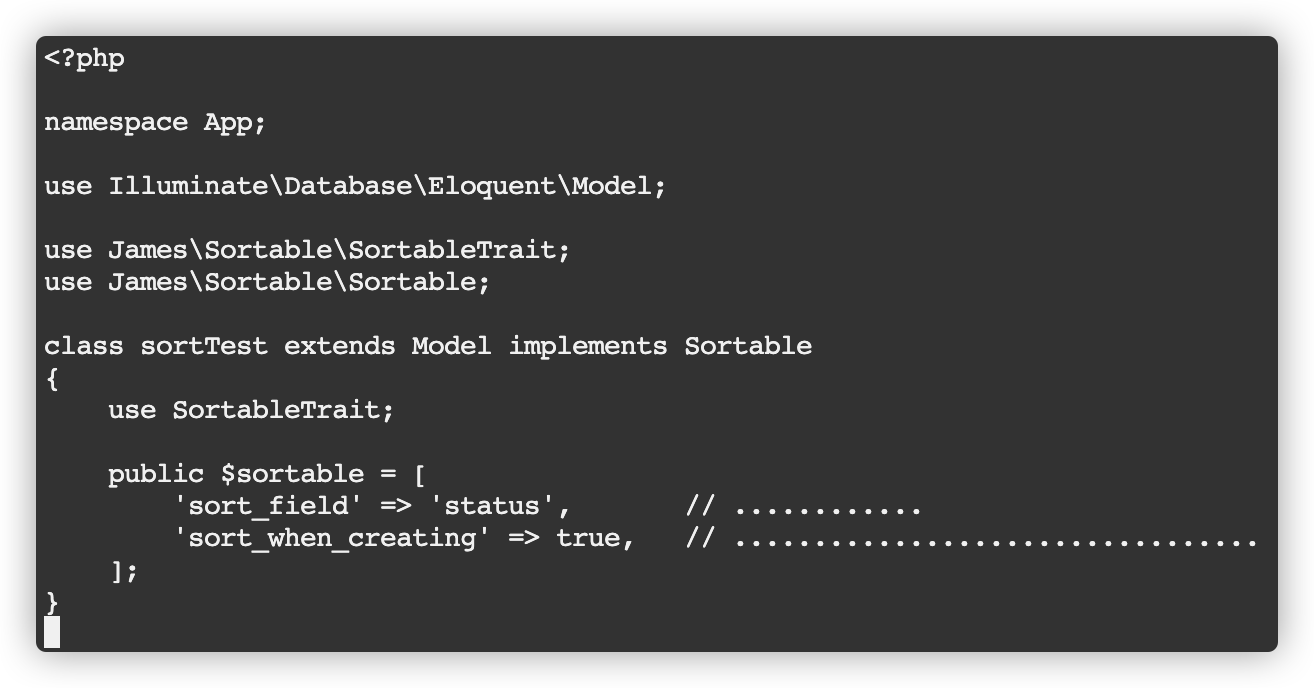 <?php
namespace App;
use Illuminate\Database\Eloquent\Model;
use James\Sortable\SortableTrait;
use James\Sortable\Sortable;
class sortTest extends Model implements Sortable
{
    use SortableTrait;
    public $sortable = [
        'sort_field' => 'status',       // ............
        'sort_when_creating' => true,   // .................................
    ];
}